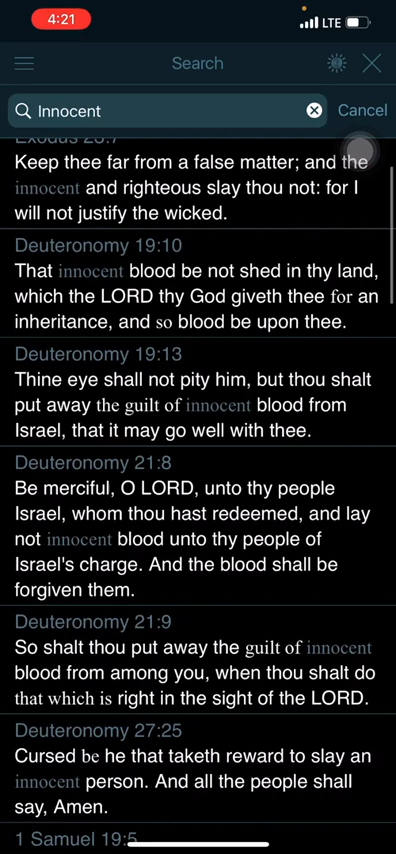 4:21
LTE
Search
Innocent
Cancel
Exodus 23:7
Keep thee far from a false matter; and the
innocent and righteous slay thou not: for I
will not justify the wicked.
Deuteronomy 19:10
That innocent blood be not shed in thy land,
which the LORD thy God giveth thee for an
inheritance, and so blood be upon thee.
Deuteronomy 19:13
Thine eye shall not pity him, but thou shalt
put away the guilt of innocent blood from
Israel, that it may go well with thee.
Deuteronomy 21:8
Be merciful, O LORD, unto thy people
Israel, whom thou hast redeemed, and lay
not innocent blood unto thy people of
Israel's charge. And the blood shall be
forgiven them.
Deuteronomy 21:9
So shalt thou put away the guilt of innocent
blood from among you, when thou shalt do
that which is right in the sight of the LORD.
Deuteronomy 27:25
Cursed be he that taketh reward to slay an
innocent person. And all the people shall
say, Amen.
1 Samuel 19:5